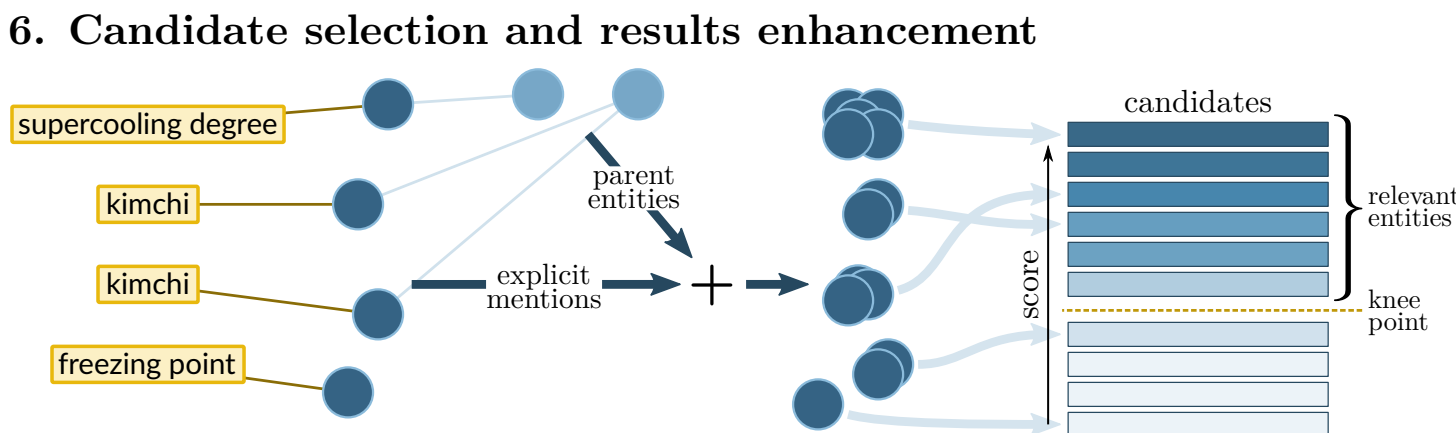 6. Candidate selection and results enhancement
supercooling degree
kimchi
kimchi
freezing point
parent
entities
explicit
mentions
candidates
score
relevant
entities
knee
point